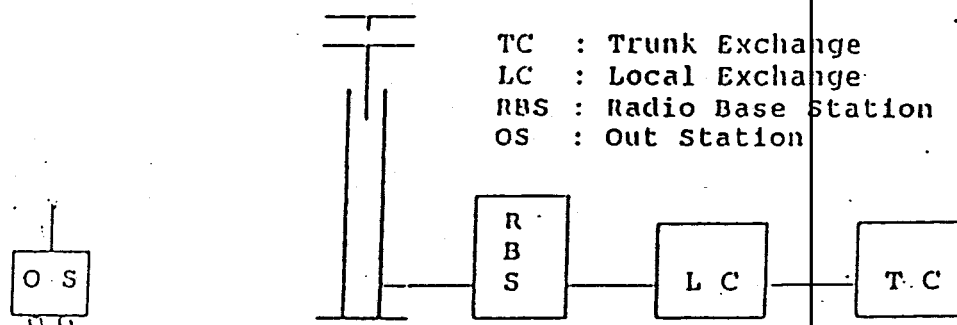 TC : Trunk Exchange
LC : Local Exchange
RBS : Radio Base Station
OS : Out Station
R
B
S
O S
L C
T C